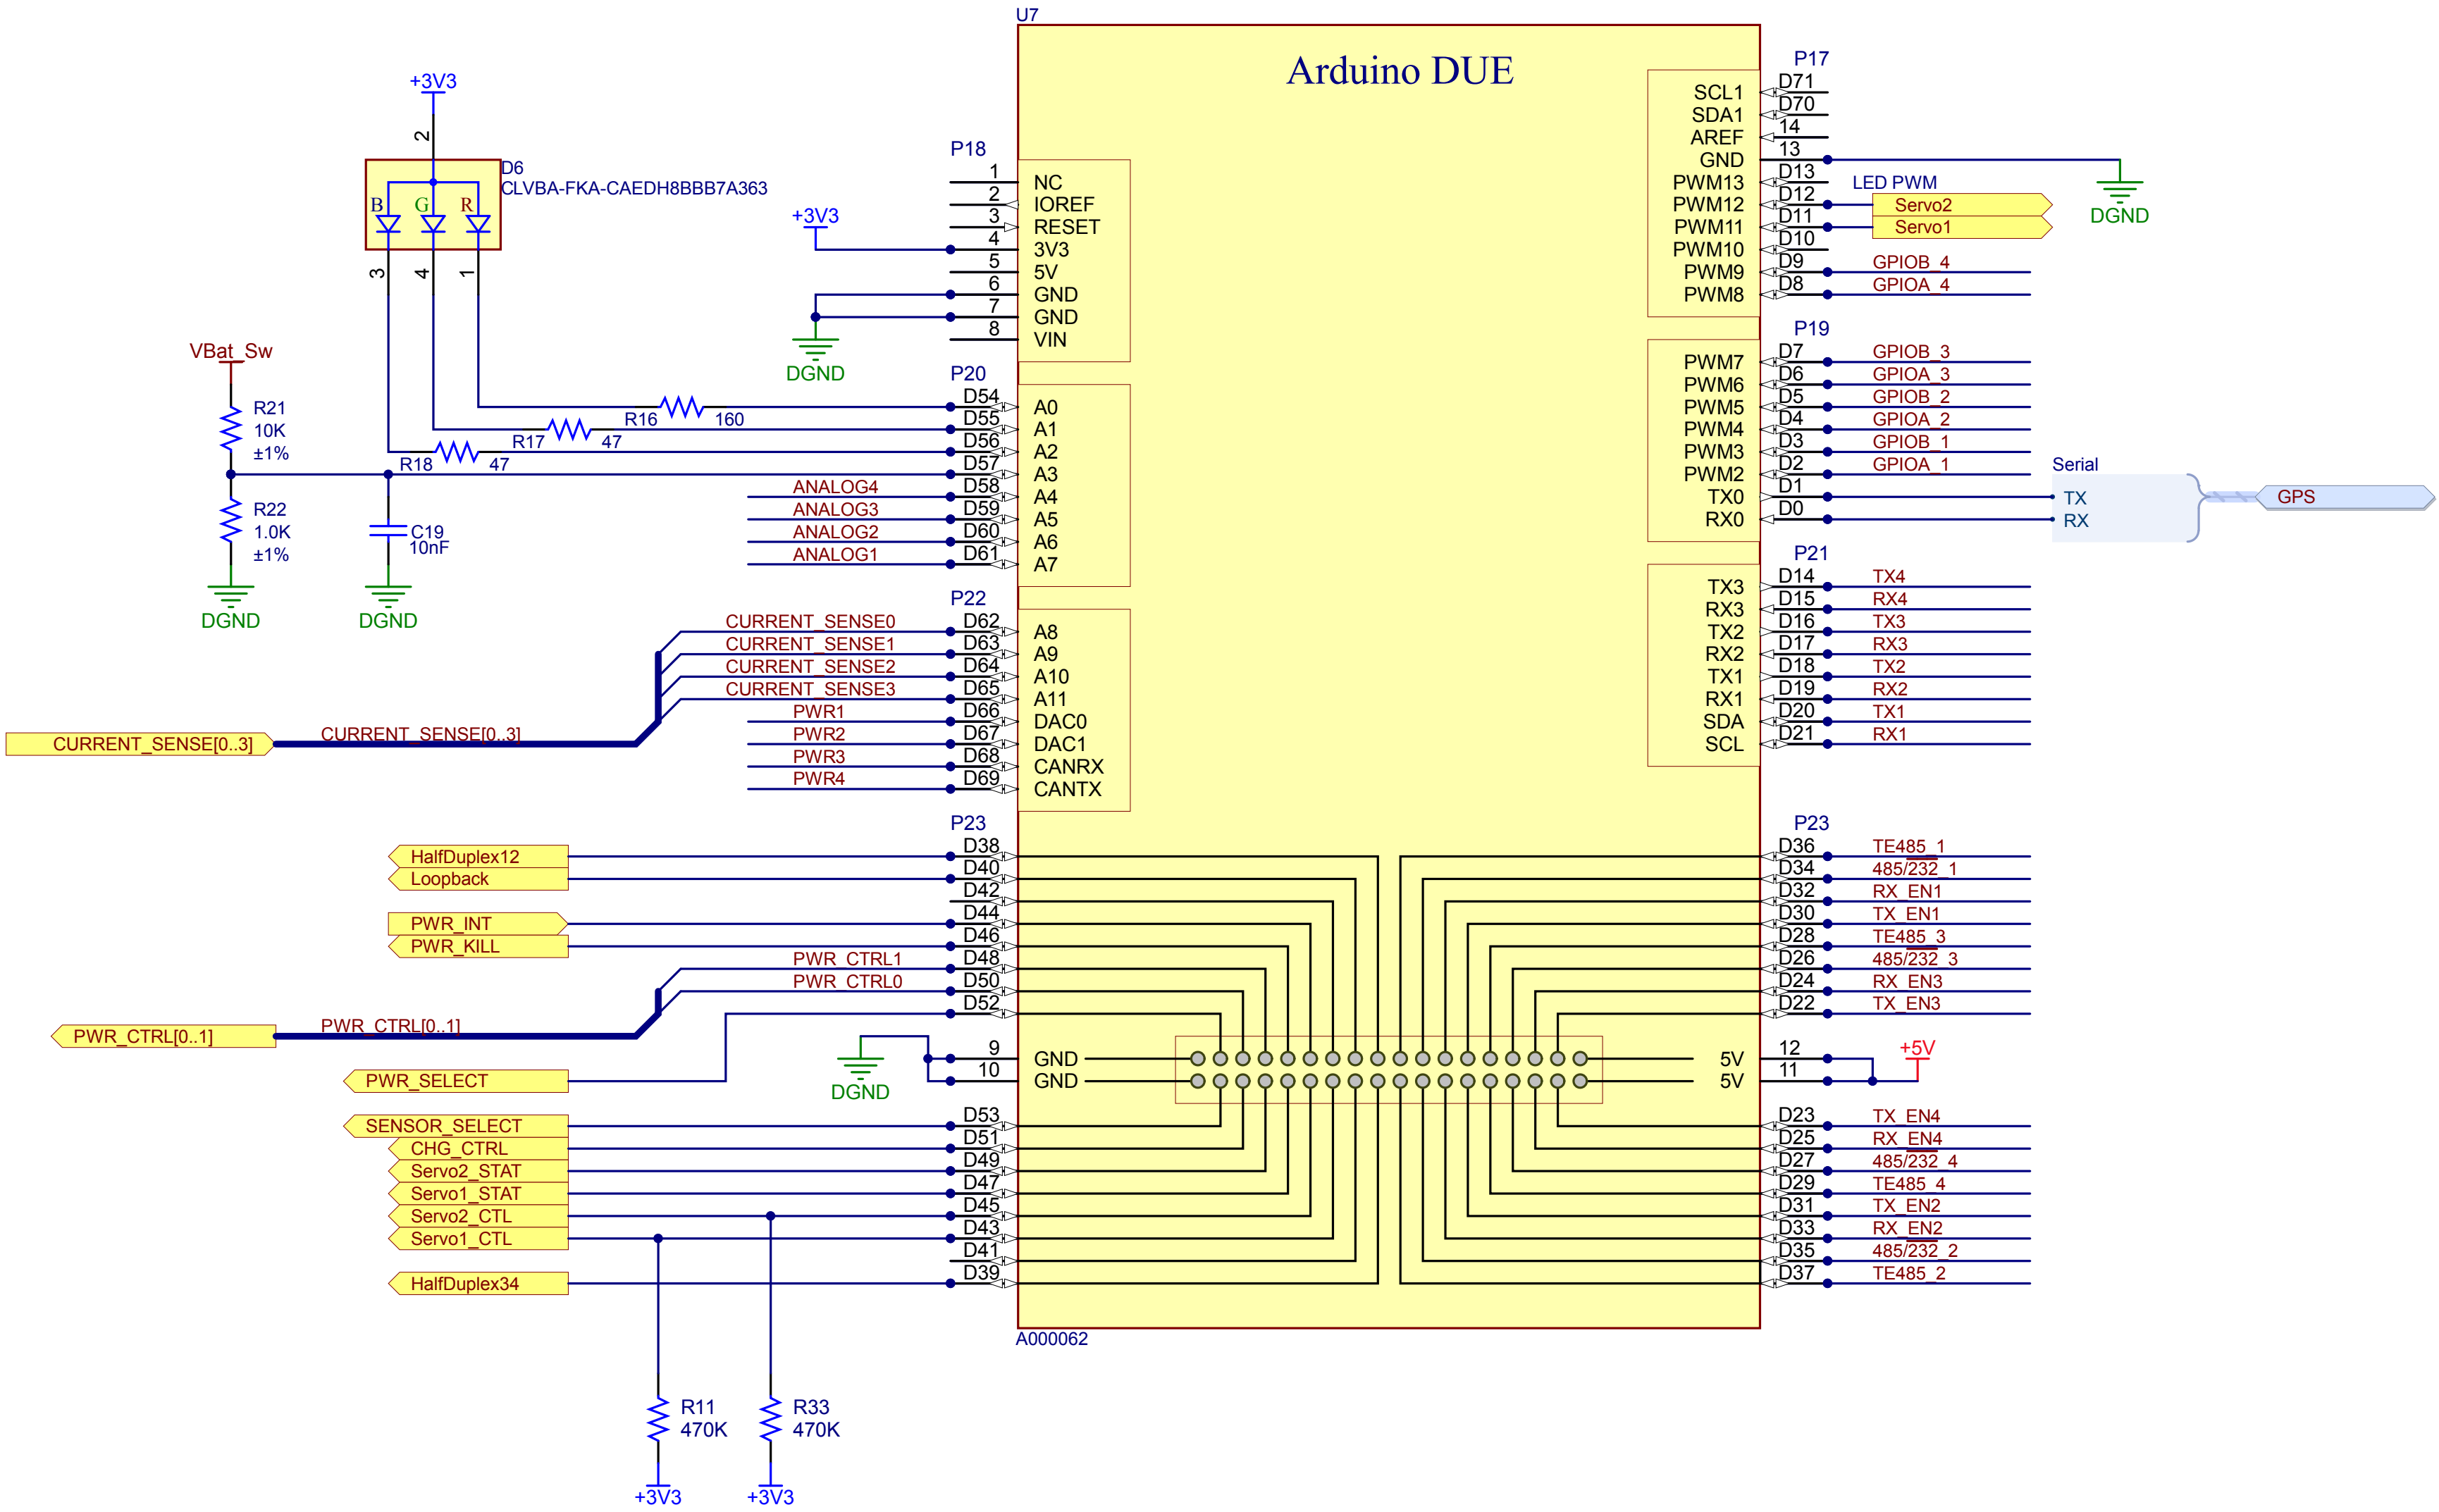 U7
Arduino DUE
A000062
+3V3
2
D6
CLVBA-FKA-CAEDH8BBB7A363
B G R
3 4 1
VBat_Sw
R21
10K
±1%
R22
1.0K
±1%
DGND
C19
10nF
DGND
R16 160
R17 47
R18 47
+3V3
DGND
P18
1 NC
2 IOREF
3 RESET
4 3V3
5 5V
6 GND
7 GND
8 VIN
P20
D54 A0
D55 A1
D56 A2
D57 A3
ANALOG4 D58 A4
ANALOG3 D59 A5
ANALOG2 D60 A6
ANALOG1 D61 A7
P22
CURRENT_SENSE0 D62 A8
CURRENT_SENSE1 D63 A9
CURRENT_SENSE2 D64 A10
CURRENT_SENSE3 D65 A11
PWR1 D66 DAC0
PWR2 D67 DAC1
PWR3 D68 CANRX
PWR4 D69 CANTX
CURRENT_SENSE[0..3] CURRENT_SENSE[0..3]
P23
HalfDuplex12 D38
Loopback D40
D42
PWR_INT D44
PWR_KILL D46
PWR_CTRL1 D48
PWR_CTRL0 D50
D52
PWR_CTRL[0..1] PWR_CTRL[0..1]
PWR_SELECT
DGND
9 GND
10 GND
SENSOR_SELECT D53
CHG_CTRL D51
Servo2_STAT D49
Servo1_STAT D47
Servo2_CTL D45
Servo1_CTL D43
D41
HalfDuplex34 D39
R11
470K
+3V3
R33
470K
+3V3
P17
SCL1 D71
SDA1 D70
AREF 14
GND 13
DGND
PWM13 D13
LED PWM
PWM12 D12 Servo2
PWM11 D11 Servo1
PWM10 D10
PWM9 D9 GPIOB_4
PWM8 D8 GPIOA_4
P19
PWM7 D7 GPIOB_3
PWM6 D6 GPIOA_3
PWM5 D5 GPIOB_2
PWM4 D4 GPIOA_2
PWM3 D3 GPIOB_1
PWM2 D2 GPIOA_1
TX0 D1
RX0 D0
Serial
TX
RX
GPS
P21
TX3 D14 TX4
RX3 D15 RX4
TX2 D16 TX3
RX2 D17 RX3
TX1 D18 TX2
RX1 D19 RX2
SDA D20 TX1
SCL D21 RX1
P23
D36 TE485_1
D34 485/232_1
D32 RX_EN1
D30 TX_EN1
D28 TE485_3
D26 485/232_3
D24 RX_EN3
D22 TX_EN3
5V 12
5V 11
+5V
D23 TX_EN4
D25 RX_EN4
D27 485/232_4
D29 TE485_4
D31 TX_EN2
D33 RX_EN2
D35 485/232_2
D37 TE485_2